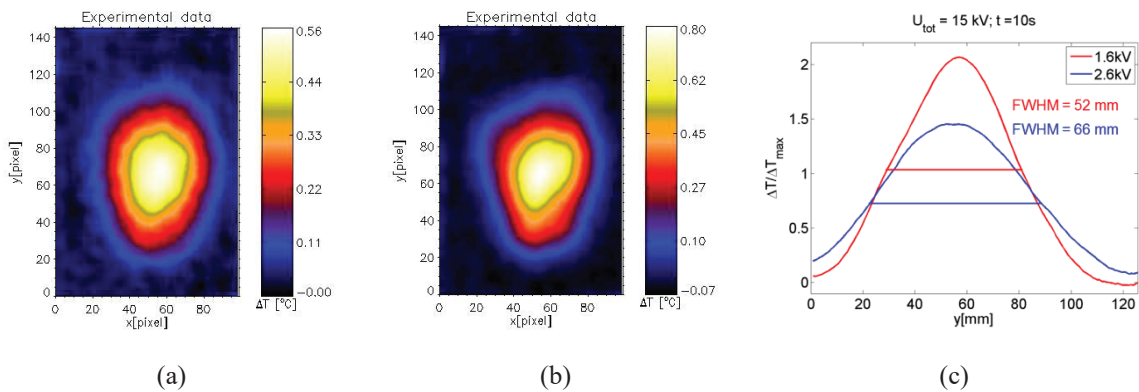 Experimental data
y[pixel]
140
120
100
80
60
40
20
0
0 20 40 60 80
x[pixel]
0.56
0.44
0.33
0.22
0.11
−0.00
ΔT [°C]
(a)
Experimental data
y[pixel]
140
120
100
80
60
40
20
0
0 20 40 60 80
x[pixel]
0.80
0.62
0.45
0.27
0.10
−0.07
ΔT [°C]
(b)
U_tot = 15 kV; t =10s
1.6kV
2.6kV
FWHM = 52 mm
FWHM = 66 mm
ΔT/ΔT_max
2
1.5
1
0.5
0
0 20 40 60 80 100 120
y[mm]
(c)